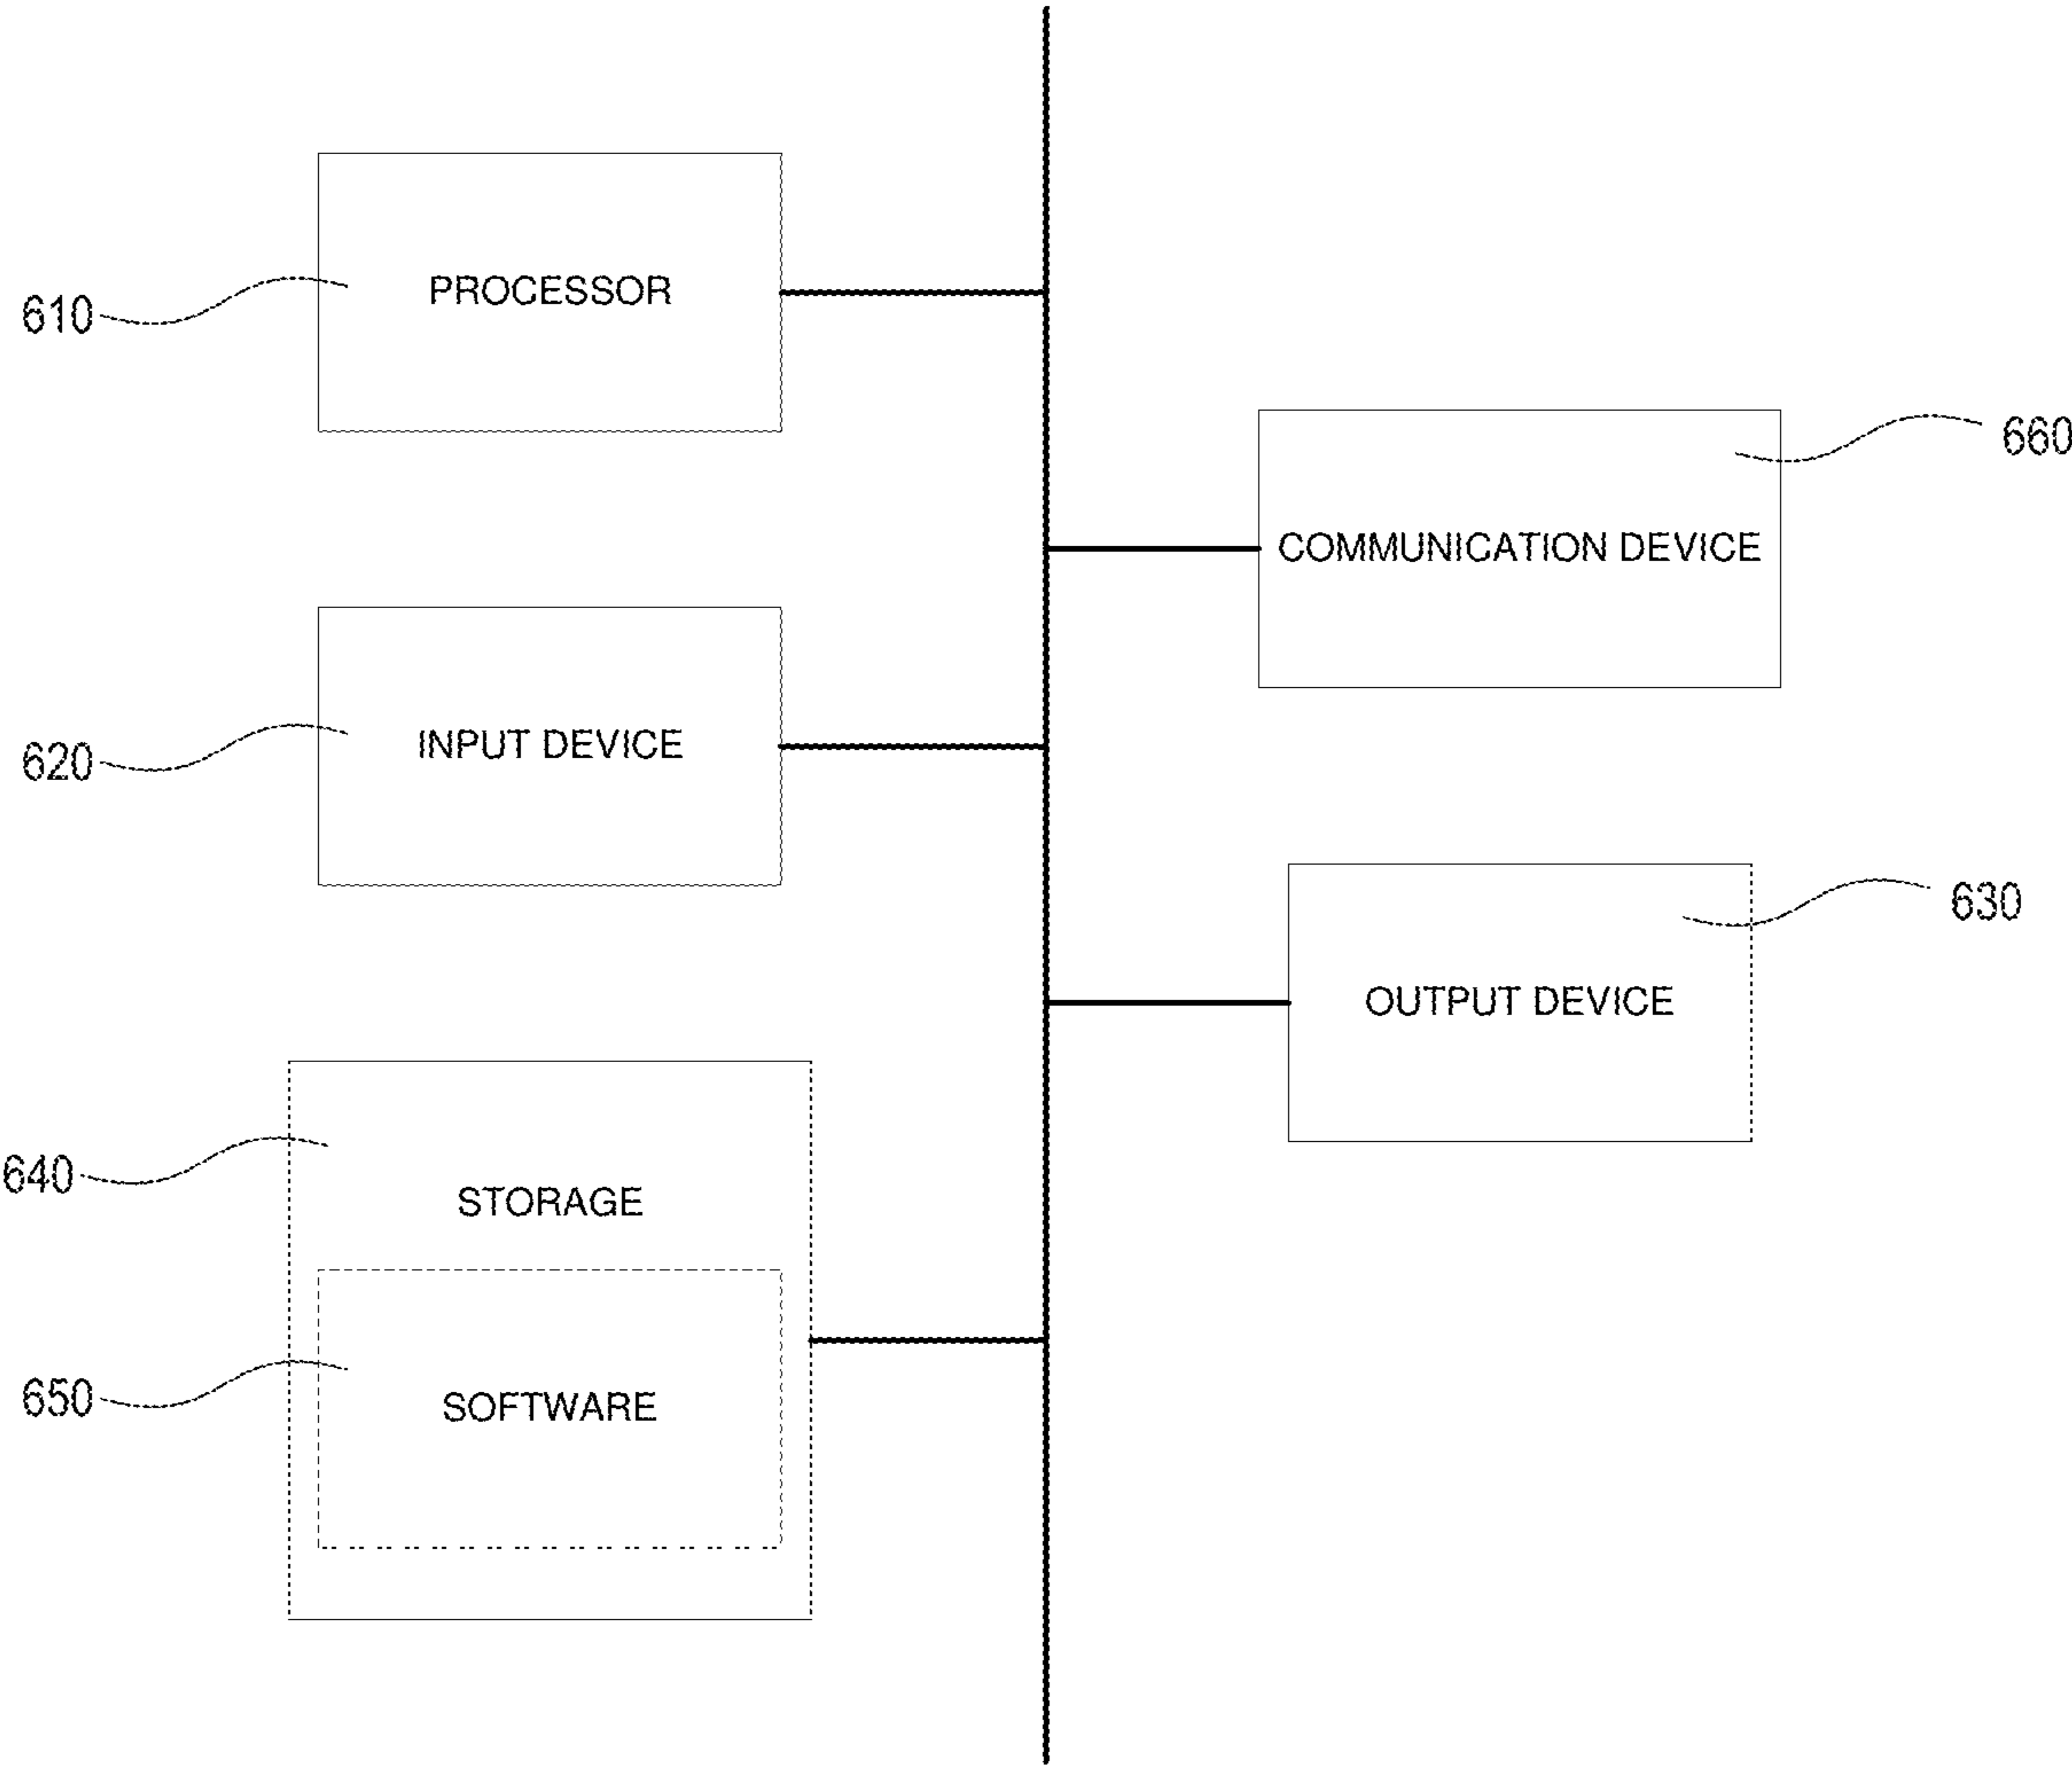 PROCESSOR
610
COMMUNICATION DEVICE
660
INPUT DEVICE
620
OUTPUT DEVICE
630
640
STORAGE
650
SOFTWARE